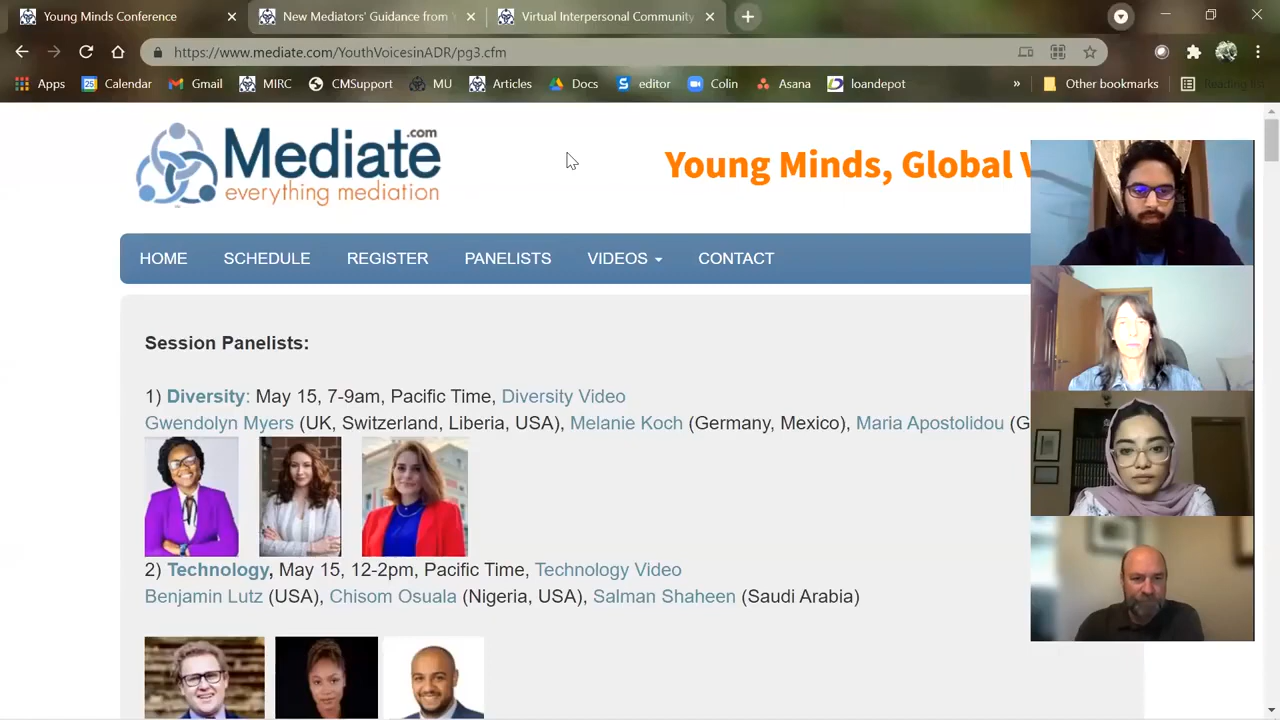 Young Minds Conference
New Mediators' Guidance from
Virtual Interpersonal Community
https://www.mediate.com/YouthVoicesinADR/pg3.cfm
Apps Calendar Gmail MIRC CMSupport MU Articles Docs editor Colin Asana loandepot » Other bookmarks Reading list
Mediate.com
everything mediation
Young Minds, Global
HOME SCHEDULE REGISTER PANELISTS VIDEOS CONTACT
Session Panelists:
1) Diversity: May 15, 7-9am, Pacific Time, Diversity Video
Gwendolyn Myers (UK, Switzerland, Liberia, USA), Melanie Koch (Germany, Mexico), Maria Apostolidou (G
2) Technology, May 15, 12-2pm, Pacific Time, Technology Video
Benjamin Lutz (USA), Chisom Osuala (Nigeria, USA), Salman Shaheen (Saudi Arabia)